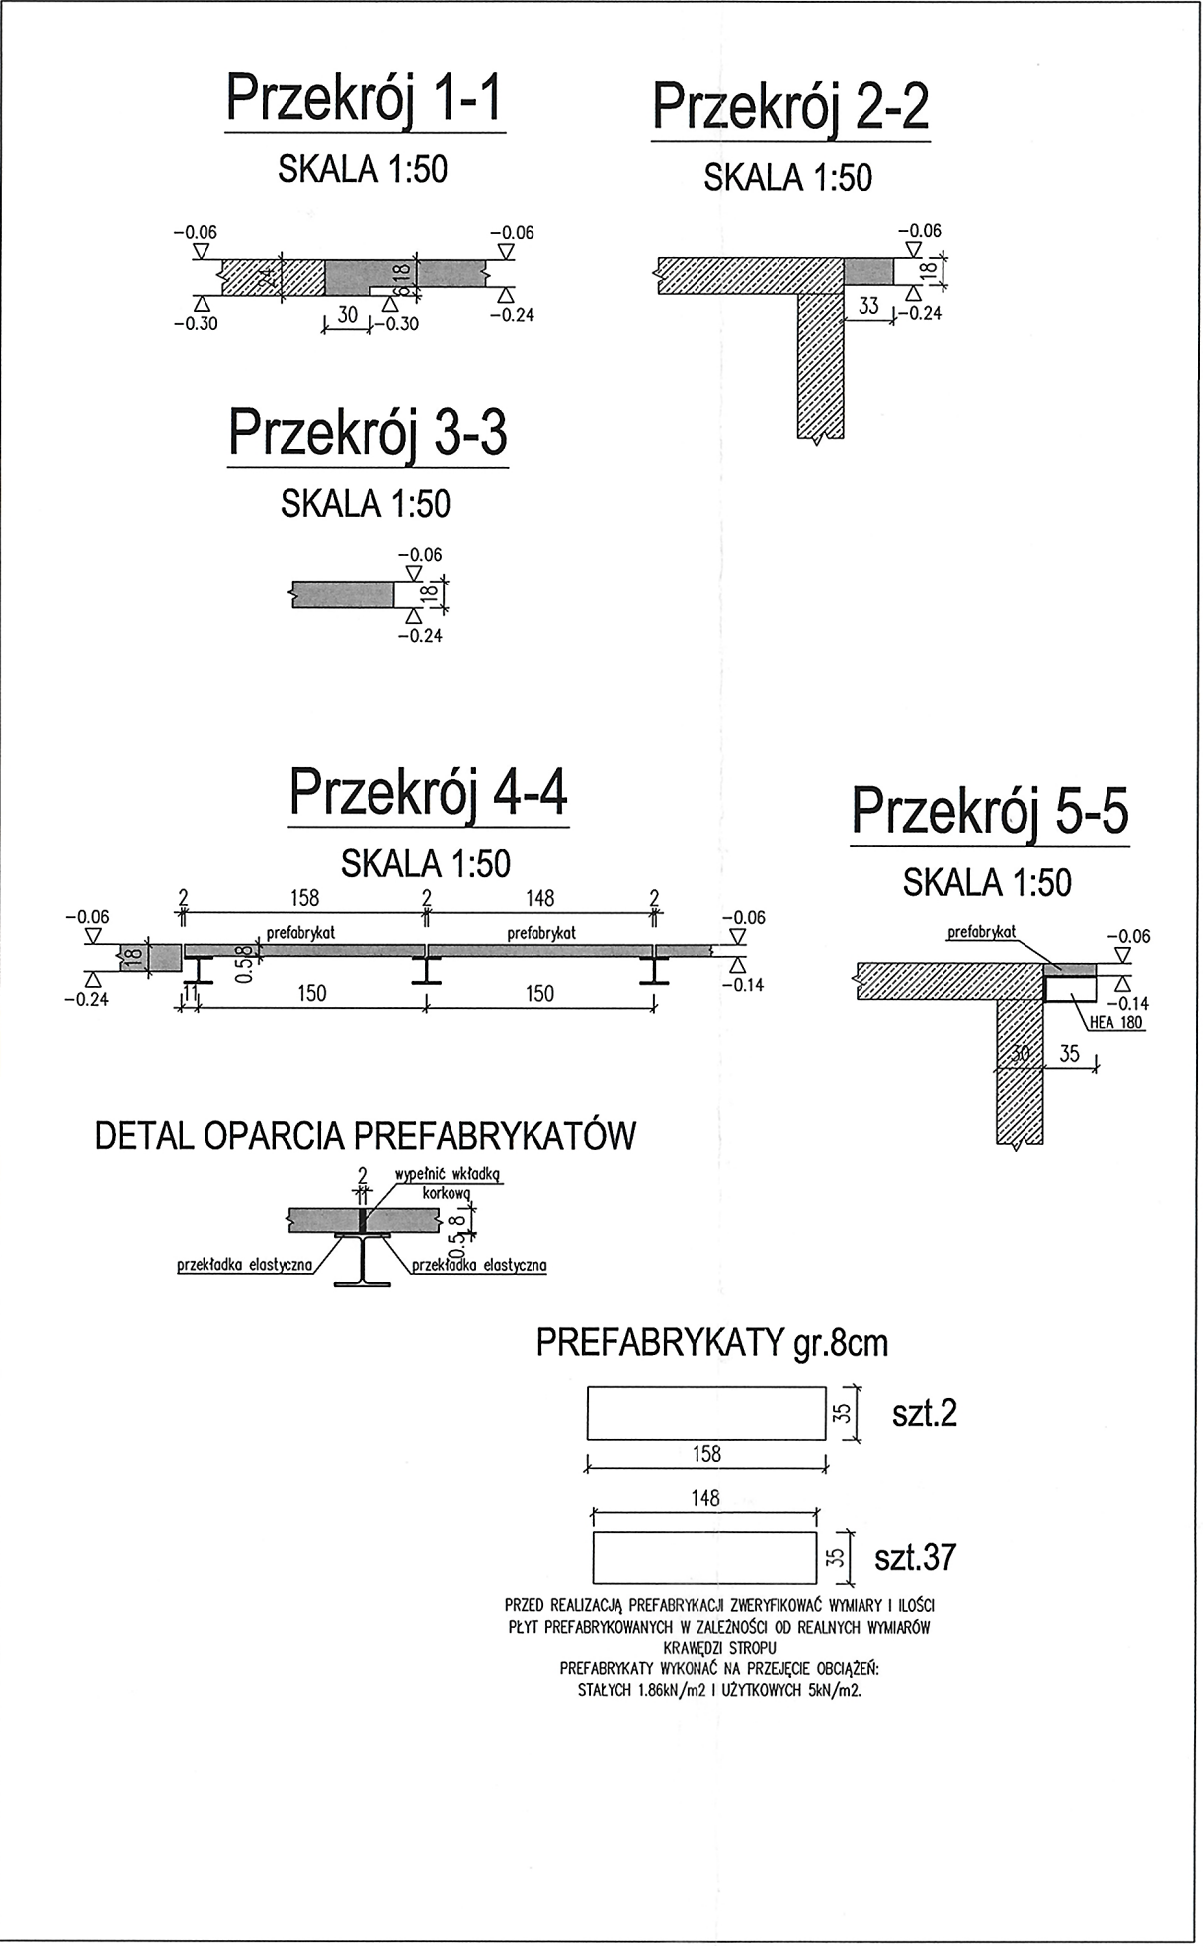 Przekrój 1-1
SKALA 1:50
-0.06
-0.06
24
18
6
-0.30
30
-0.30
-0.24
Przekrój 2-2
SKALA 1:50
-0.06
18
33
-0.24
Przekrój 3-3
SKALA 1:50
-0.06
18
-0.24
Przekrój 4-4
SKALA 1:50
2
158
2
148
2
-0.06
prefabrykat
prefabrykat
-0.06
18
0.5
8
-0.24
11
150
150
-0.14
Przekrój 5-5
SKALA 1:50
prefabrykat
-0.06
-0.14
HEA 180
30
35
DETAL OPARCIA PREFABRYKATÓW
2
wypełnić wkładką
korkową
8
0.5
przekładka elastyczna
przekładka elastyczna
PREFABRYKATY gr.8cm
35
szt.2
158
148
35
szt.37
PRZED REALIZACJĄ PREFABRYKACJI ZWERYFIKOWAĆ WYMIARY I ILOŚCI
PŁYT PREFABRYKOWANYCH W ZALEŻNOŚCI OD REALNYCH WYMIARÓW
KRAWĘDZI STROPU
PREFABRYKATY WYKONAĆ NA PRZEJĘCIE OBCIĄŻEŃ:
STAŁYCH 1.86kN/m2 I UŻYTKOWYCH 5kN/m2.